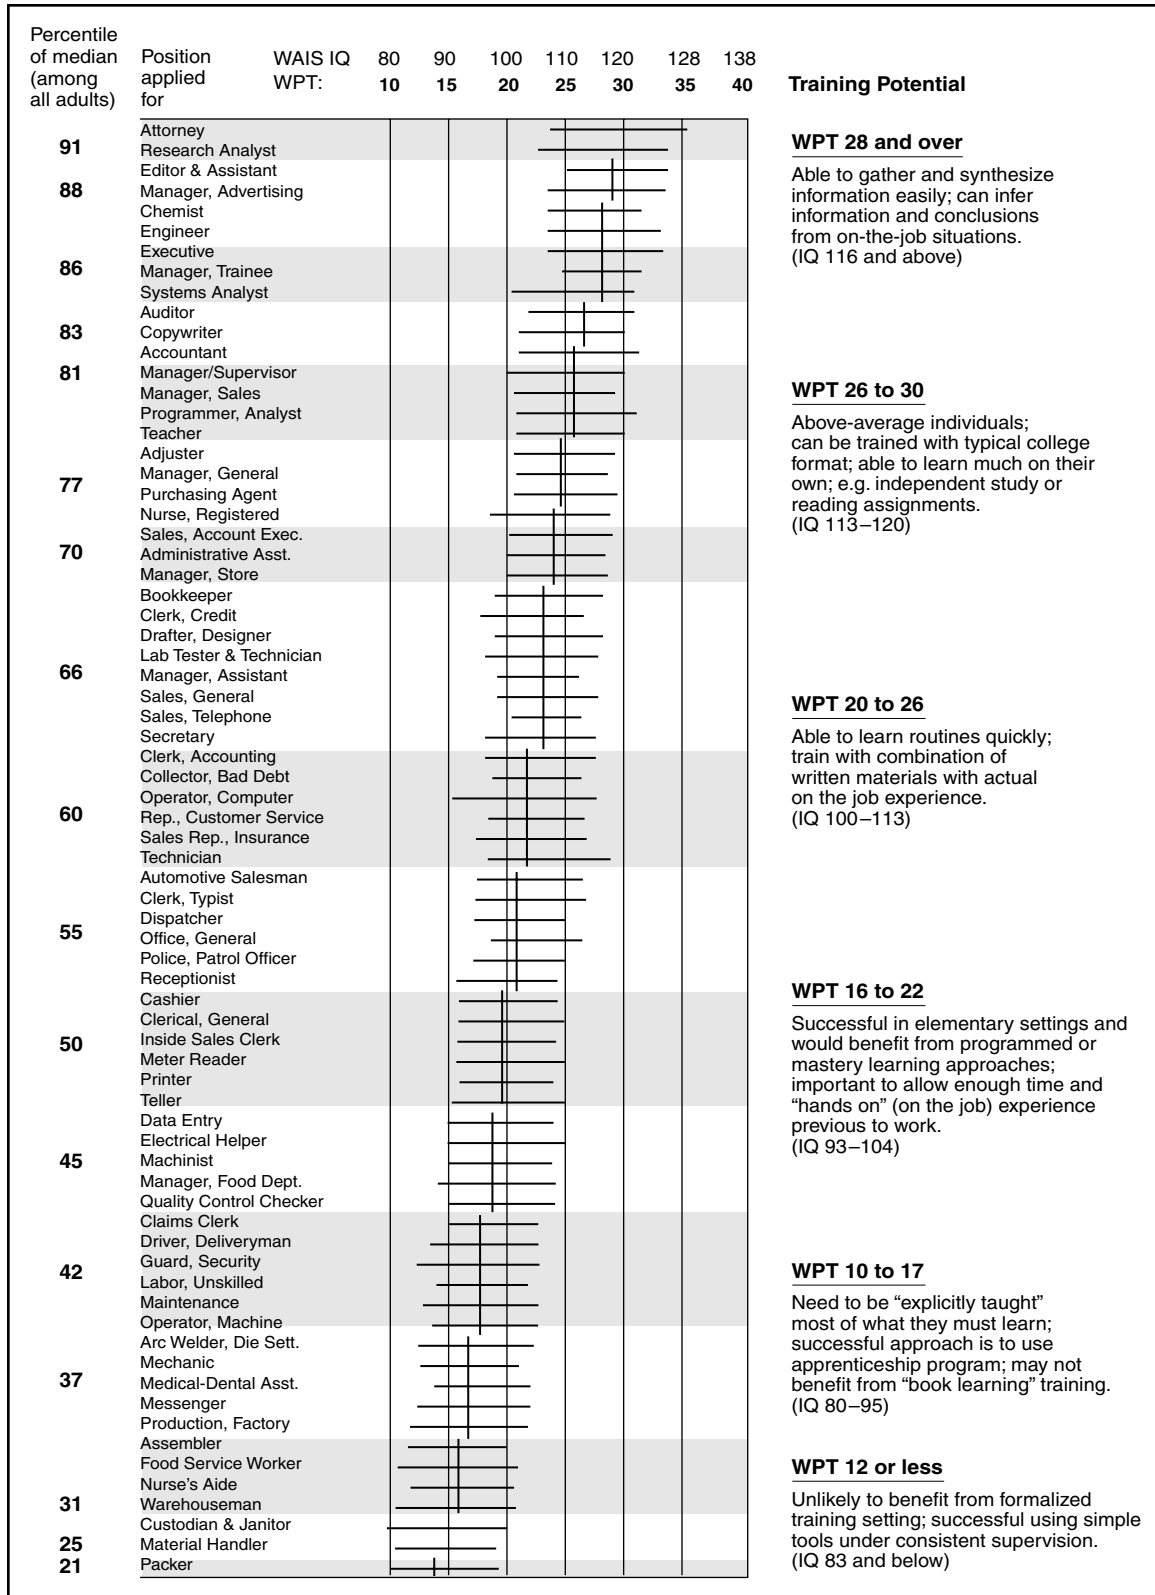 Percentile
of median
(among
all adults)
Position
applied
for
WAIS IQ 80 90 100 110 120 128 138
WPT: 10 15 20 25 30 35 40
Training Potential
Attorney
91 Research Analyst
Editor & Assistant
88 Manager, Advertising
Chemist
Engineer
Executive
86 Manager, Trainee
Systems Analyst
Auditor
83 Copywriter
Accountant
81 Manager/Supervisor
Manager, Sales
Programmer, Analyst
Teacher
Adjuster
Manager, General
77 Purchasing Agent
Nurse, Registered
Sales, Account Exec.
70 Administrative Asst.
Manager, Store
Bookkeeper
Clerk, Credit
Drafter, Designer
Lab Tester & Technician
66 Manager, Assistant
Sales, General
Sales, Telephone
Secretary
Clerk, Accounting
Collector, Bad Debt
Operator, Computer
60 Rep., Customer Service
Sales Rep., Insurance
Technician
Automotive Salesman
Clerk, Typist
Dispatcher
55 Office, General
Police, Patrol Officer
Receptionist
Cashier
Clerical, General
50 Inside Sales Clerk
Meter Reader
Printer
Teller
Data Entry
Electrical Helper
45 Machinist
Manager, Food Dept.
Quality Control Checker
Claims Clerk
Driver, Deliveryman
Guard, Security
42 Labor, Unskilled
Maintenance
Operator, Machine
Arc Welder, Die Sett.
Mechanic
37 Medical-Dental Asst.
Messenger
Production, Factory
Assembler
Food Service Worker
Nurse's Aide
31 Warehouseman
Custodian & Janitor
25 Material Handler
21 Packer
WPT 28 and over
Able to gather and synthesize
information easily; can infer
information and conclusions
from on-the-job situations.
(IQ 116 and above)
WPT 26 to 30
Above-average individuals;
can be trained with typical college
format; able to learn much on their
own; e.g. independent study or
reading assignments.
(IQ 113–120)
WPT 20 to 26
Able to learn routines quickly;
train with combination of
written materials with actual
on the job experience.
(IQ 100–113)
WPT 16 to 22
Successful in elementary settings and
would benefit from programmed or
mastery learning approaches;
important to allow enough time and
“hands on” (on the job) experience
previous to work.
(IQ 93–104)
WPT 10 to 17
Need to be “explicitly taught”
most of what they must learn;
successful approach is to use
apprenticeship program; may not
benefit from “book learning” training.
(IQ 80–95)
WPT 12 or less
Unlikely to benefit from formalized
training setting; successful using simple
tools under consistent supervision.
(IQ 83 and below)